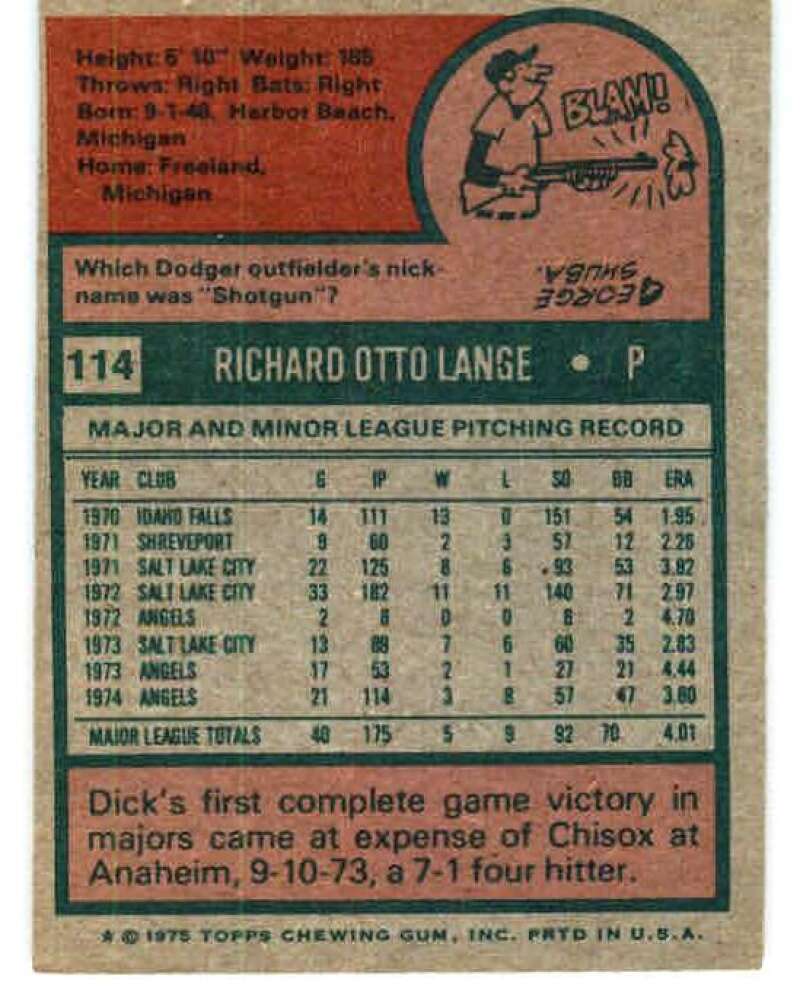 Height: 5' 10" Weight: 185
Throws: Right Bats: Right
Born: 9-1-48, Harbor Beach,
Michigan
Home: Freeland,
Michigan
BLAM!
Which Dodger outfielder's nick-
name was "Shotgun"?
GEORGE
SHUBA.
114 RICHARD OTTO LANGE • P
MAJOR AND MINOR LEAGUE PITCHING RECORD
YEAR CLUB G IP W L SO BB ERA
1970 IDAHO FALLS 14 111 13 0 151 54 1.95
1971 SHREVEPORT 9 60 2 3 57 12 2.26
1971 SALT LAKE CITY 22 125 8 6 93 53 3.82
1972 SALT LAKE CITY 33 182 11 11 140 71 2.97
1972 ANGELS 2 8 0 0 8 2 4.70
1973 SALT LAKE CITY 13 89 7 6 60 35 2.83
1973 ANGELS 17 53 2 1 27 21 4.44
1974 ANGELS 21 114 3 8 57 47 3.80
MAJOR LEAGUE TOTALS 40 175 5 9 92 70 4.01
Dick's first complete game victory in
majors came at expense of Chisox at
Anaheim, 9-10-73, a 7-1 four hitter.
* © 1975 TOPPS CHEWING GUM, INC. PRTD IN U.S.A.